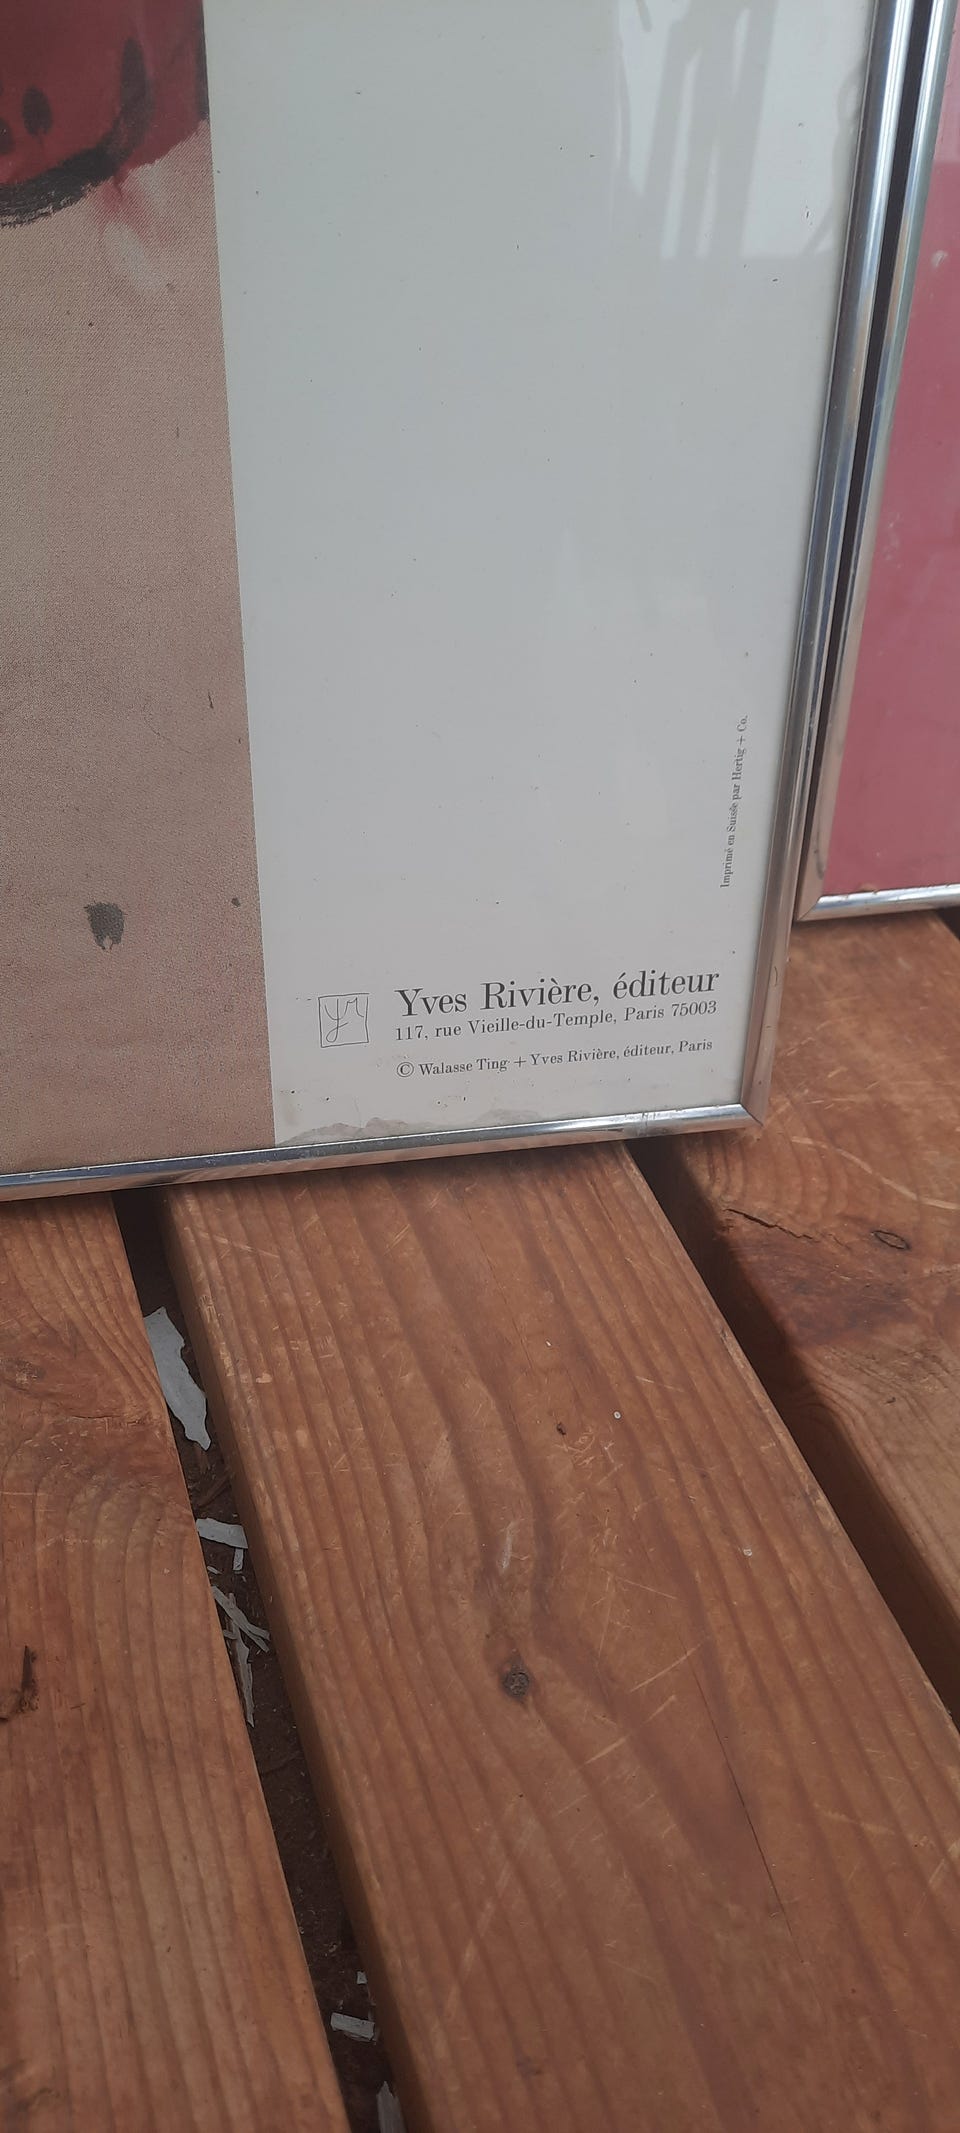 Imprimé en Suisse par Hertig + Co.
Yves Rivière, éditeur
117, rue Vieille-du-Temple, Paris 75003
© Walasse Ting + Yves Rivière, éditeur, Paris